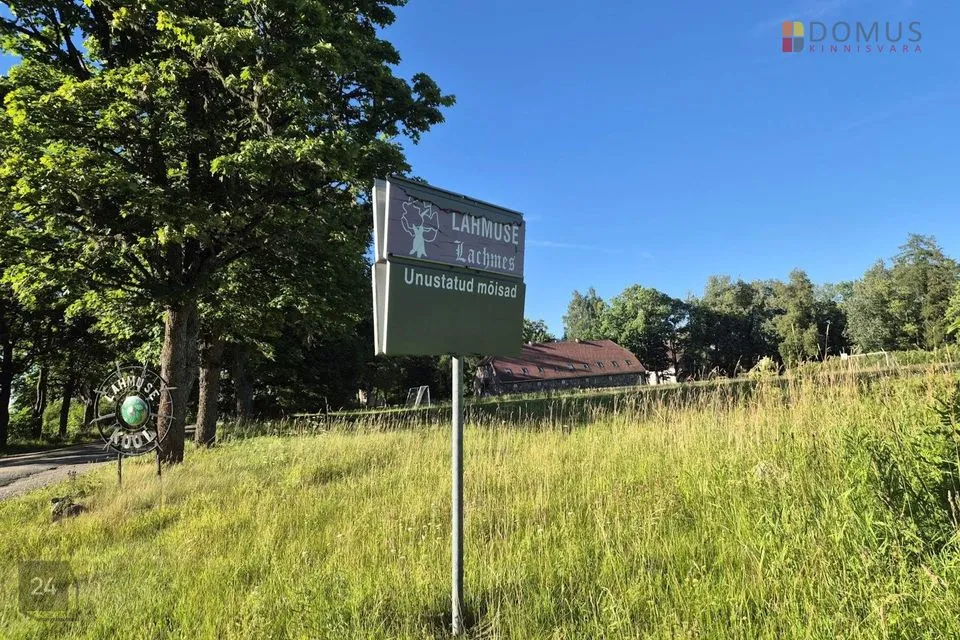 DOMUS
KINNISVARA
LAHMUSE
Lachmes
Unustatud mõisad
LAHMUSE
KOOL
24